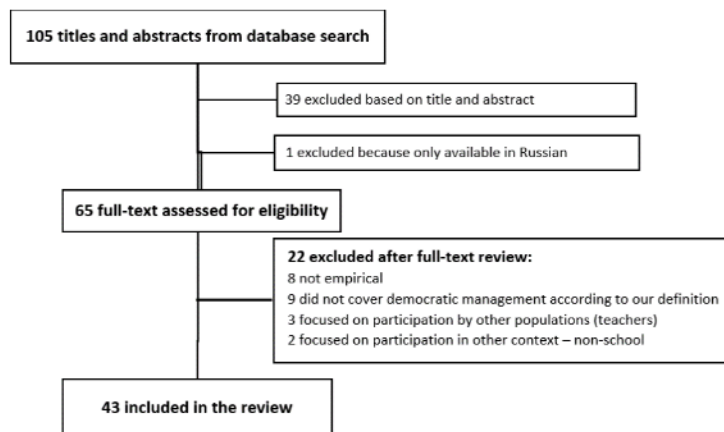 105 titles and abstracts from database search
39 excluded based on title and abstract
1 excluded because only available in Russian
65 full-text assessed for eligibility
22 excluded after full-text review:
8 not empirical
9 did not cover democratic management according to our definition
3 focused on participation by other populations (teachers)
2 focused on participation in other context – non-school
43 included in the review